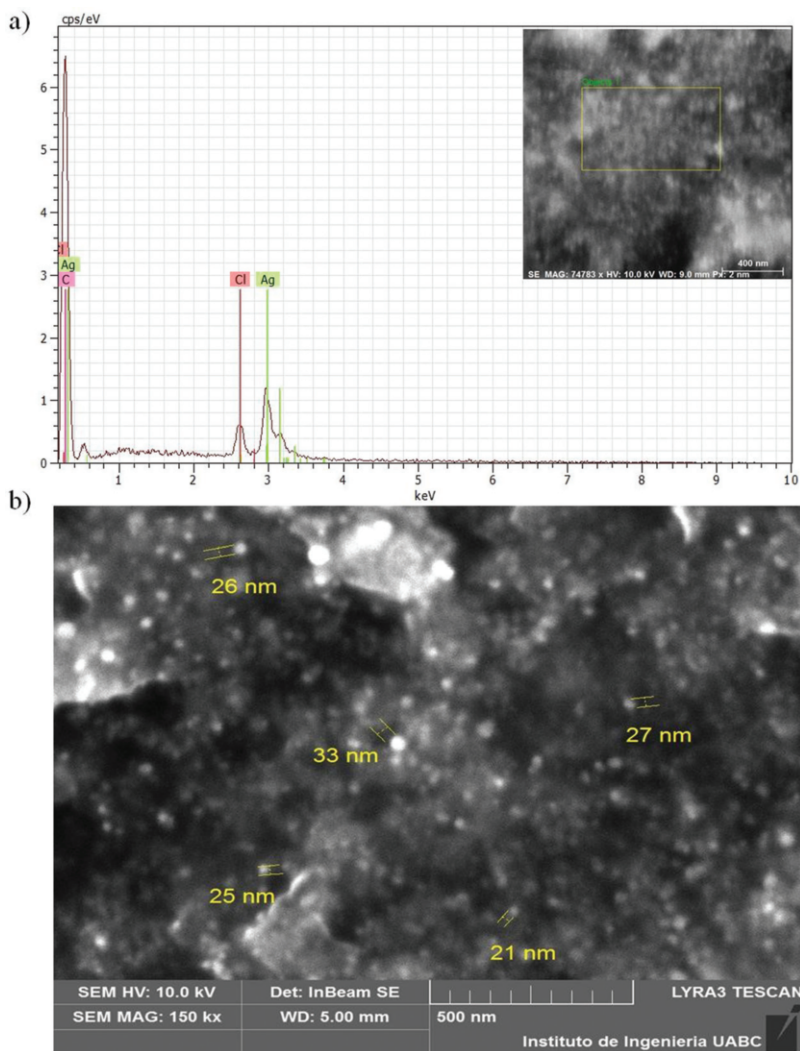 a)
cps/eV
6
5
4
3
2
1
0
Cl
Ag
C
Cl
Ag
1 2 3 4 5 6 7 8 9 10
keV
400 nm
SE MAG: 74783 x HV: 10.0 kV WD: 9.0 mm Px: 2 nm
b)
26 nm
27 nm
33 nm
25 nm
21 nm
SEM HV: 10.0 kV Det: InBeam SE LYRA3 TESCAN
SEM MAG: 150 kx WD: 5.00 mm 500 nm
Instituto de Ingenieria UABC